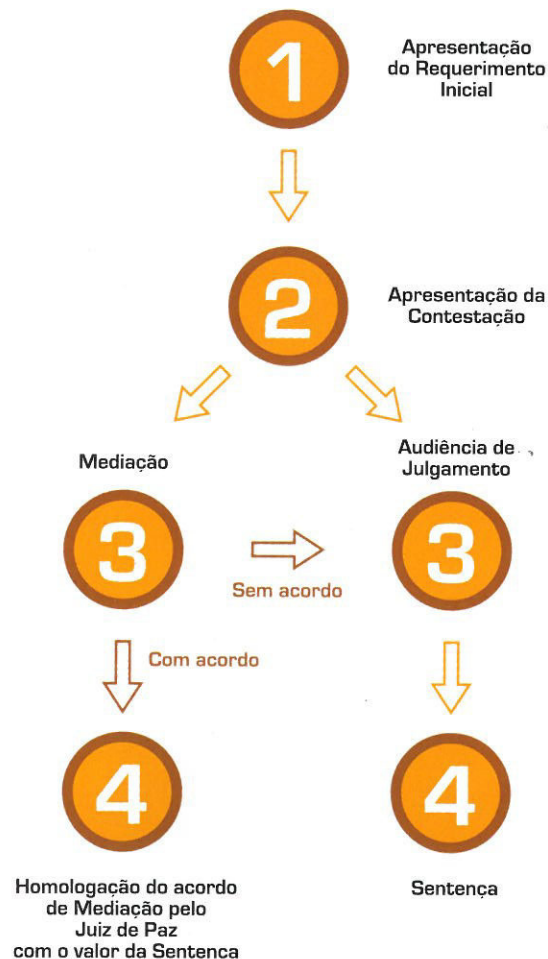 1
Apresentação
do Requerimento
Inicial
2
Apresentação da
Contestação
Mediação
Audiência de
Julgamento
3
Sem acordo
3
Com acordo
4
4
Homologação do acordo
de Mediação pelo
Juiz de Paz
com o valor da Sentenca
Sentença